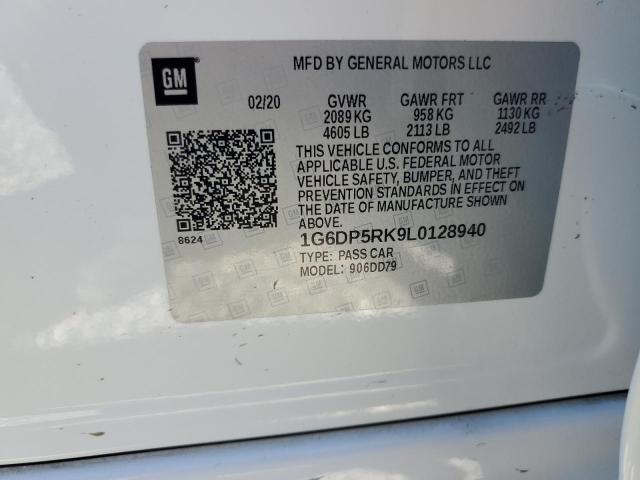 GM
MFD BY GENERAL MOTORS LLC
02/20 GVWR GAWR FRT GAWR RR
2089 KG 958 KG 1130 KG
4605 LB 2113 LB 2492 LB
THIS VEHICLE CONFORMS TO ALL
APPLICABLE U.S. FEDERAL MOTOR
VEHICLE SAFETY, BUMPER, AND THEFT
PREVENTION STANDARDS IN EFFECT ON
THE DATE OF MANUFACTURE SHOWN
ABOVE.
8624
1G6DP5RK9L0128940
TYPE: PASS CAR
MODEL: 906DD79